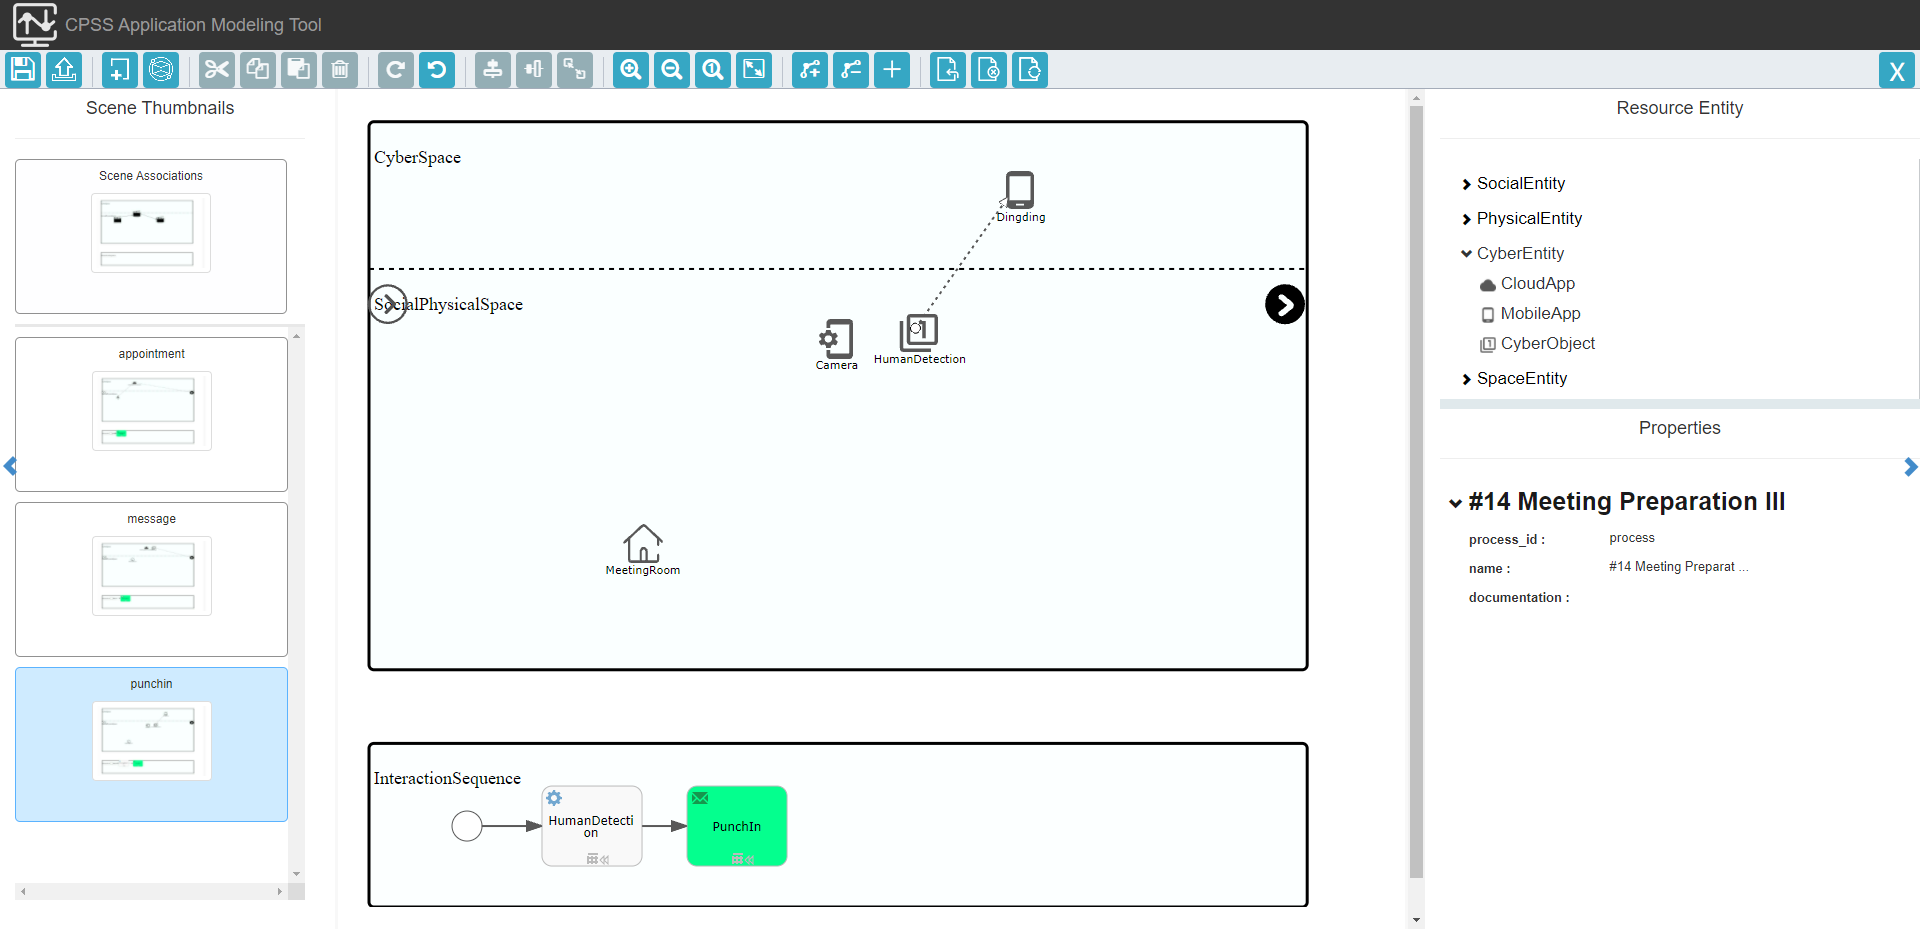 CPSS Application Modeling Tool
X
Scene Thumbnails
Scene Associations
appointment
message
punchin
CyberSpace
Dingding
SocialPhysicalSpace
Camera
HumanDetection
MeetingRoom
InteractionSequence
HumanDetecti
on
PunchIn
Resource Entity
SocialEntity
PhysicalEntity
CyberEntity
CloudApp
MobileApp
CyberObject
SpaceEntity
Properties
#14 Meeting Preparation III
process_id : process
name : #14 Meeting Preparat ...
documentation :